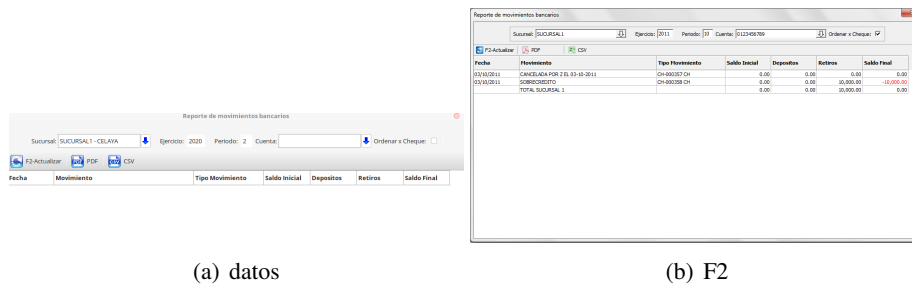 Reporte de movimientos bancarios
Sucursal: SUCURSAL1 - CELAYA Ejercicio: 2020 Periodo: 2 Cuenta: Ordenar x Cheque:
F2-Actualizar PDF CSV
Fecha Movimiento Tipo Movimiento Saldo Inicial Depositos Retiros Saldo Final
(a) datos
Reporte de movimientos bancarios
Sucursal: SUCURSAL1 Ejercicio: 2011 Periodo: 10 Cuenta: 0123456789 Ordenar x Cheque:
F2-Actualizar PDF CSV
Fecha Movimiento Tipo Movimiento Saldo Inicial Depositos Retiros Saldo Final
03/10/2011 CANCELADA POR Z EL 03-10-2011 CH-000357 CH 0.00 0.00 0.00 0.00
03/10/2011 SOBRECREDITO CH-000358 CH 0.00 0.00 10,000.00 -10,000.00
TOTAL SUCURSAL 1 0.00 0.00 10,000.00 0.00
(b) F2